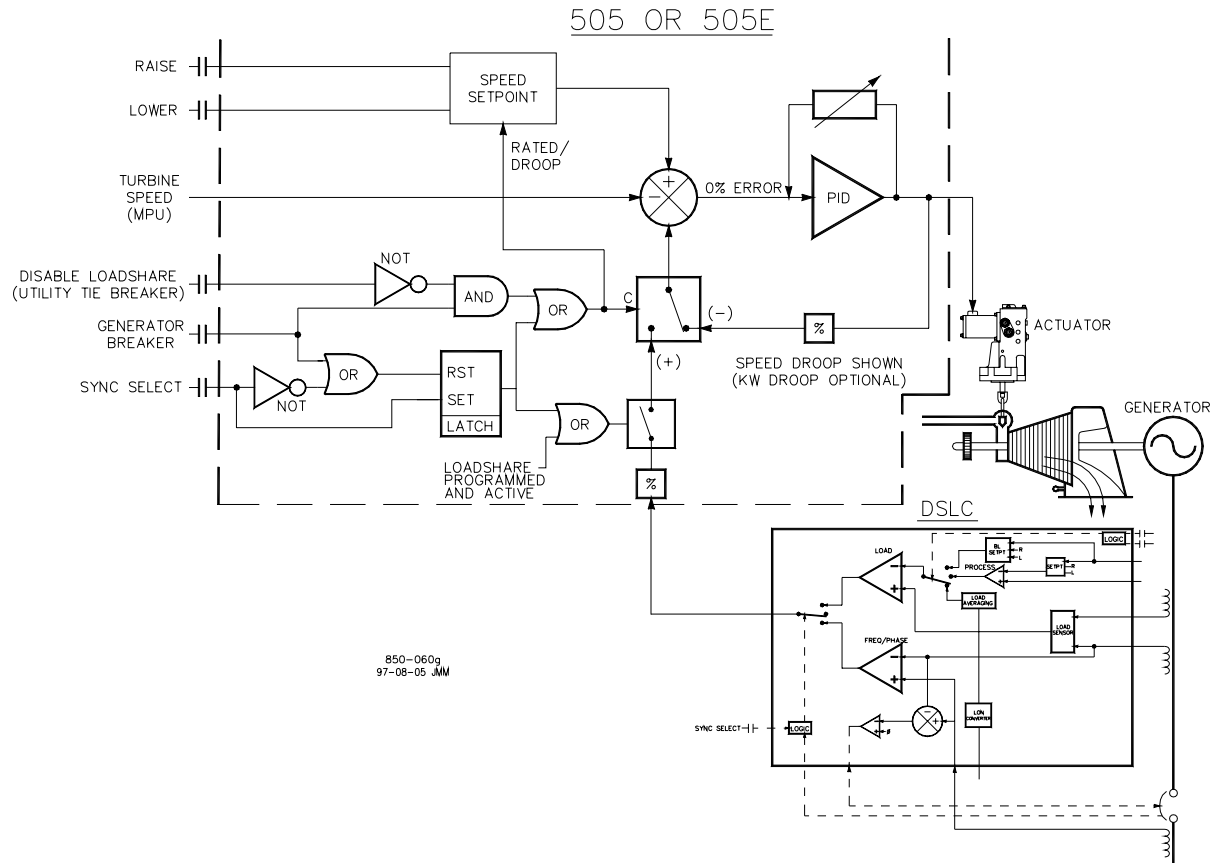 505 OR 505E
RAISE
LOWER
SPEED
SETPOINT
RATED/
DROOP
TURBINE
SPEED
(MPU)
+
−
0% ERROR
PID
DISABLE LOADSHARE
(UTILITY TIE BREAKER)
NOT
AND
OR
C
(−)
%
GENERATOR
BREAKER
(+)
SPEED DROOP SHOWN
(KW DROOP OPTIONAL)
ACTUATOR
SYNC SELECT
NOT
OR
RST
SET
LATCH
OR
LOADSHARE
PROGRAMMED
AND ACTIVE
%
GENERATOR
DSLC
LOGIC
LOAD
BL
SETPT
R
L
PROCESS
SETPT
R
L
−
+
−
+
LOAD
AVERAGING
LOAD
SENSOR
FREQ/PHASE
−
+
850-060g
97-08-05 JMM
LON
CONVERTER
SYNC SELECT
LOGIC
−
+
−
+